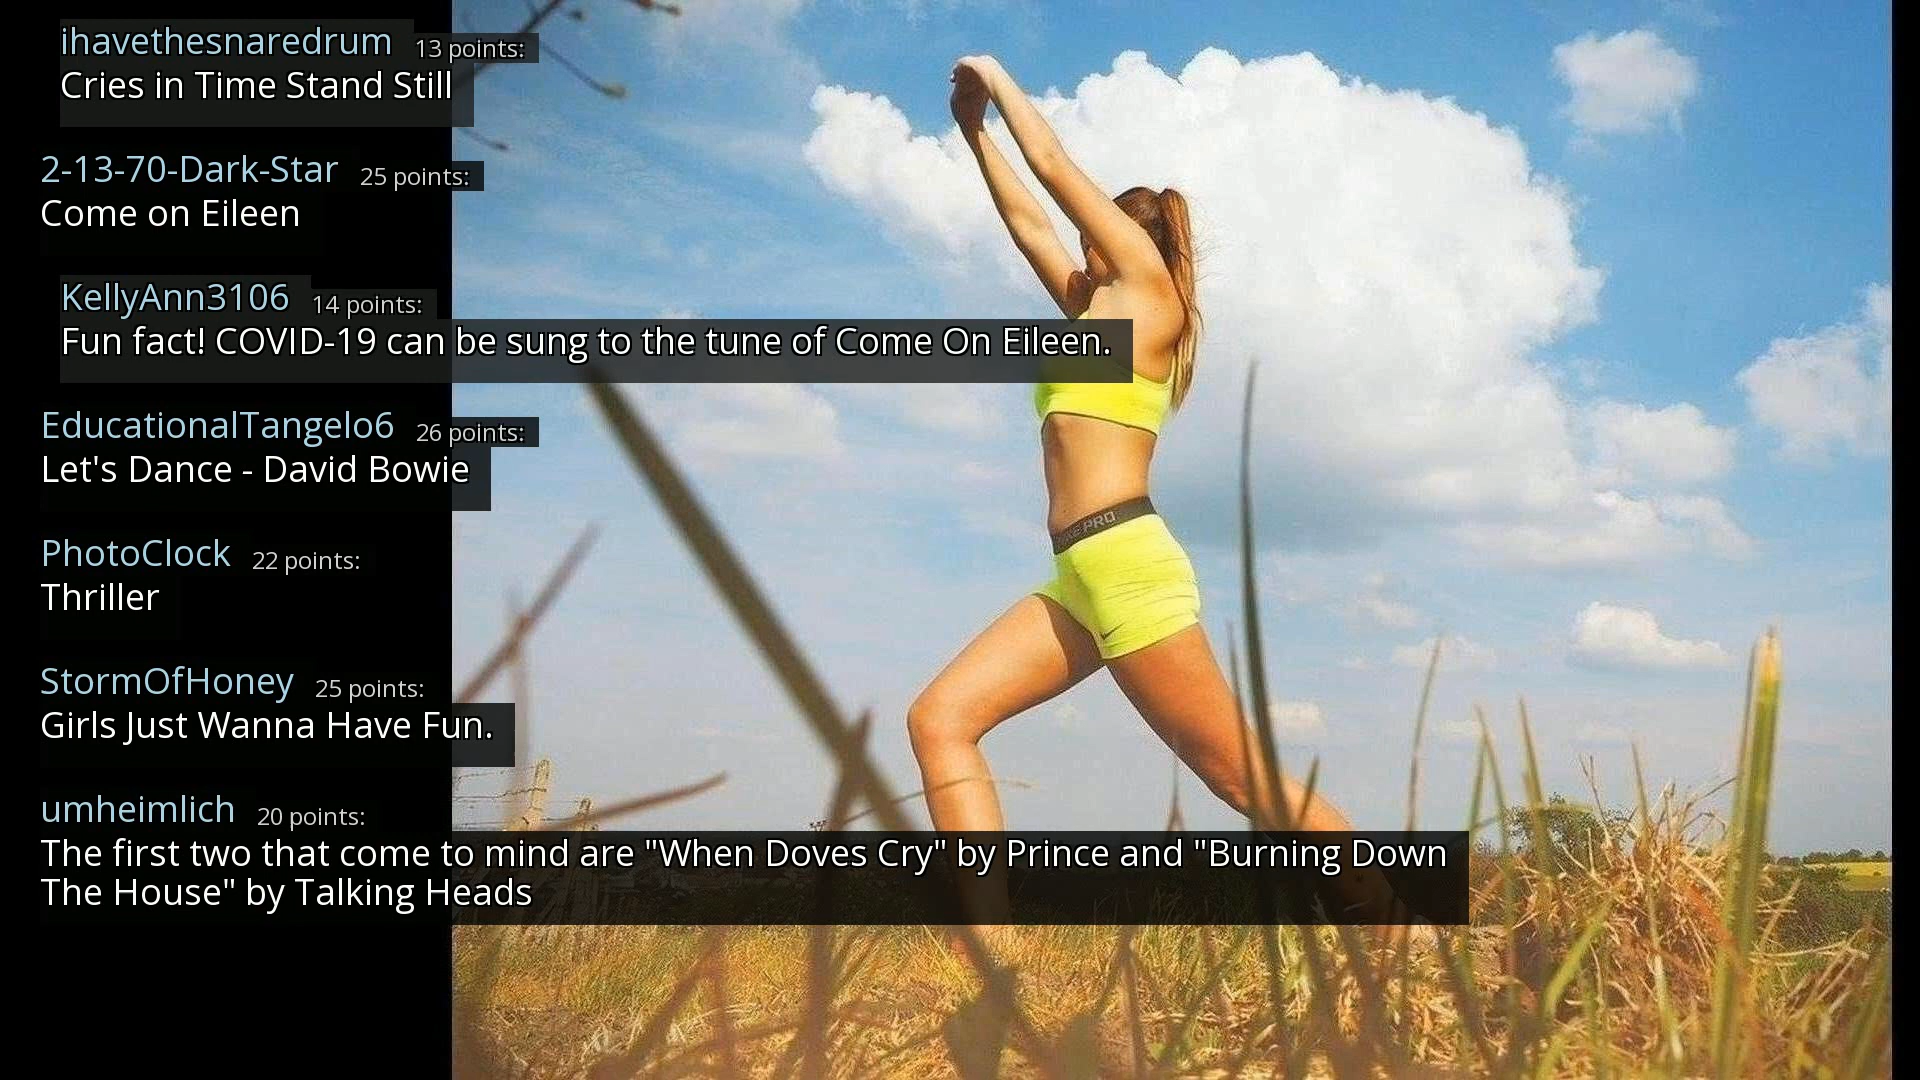 ihavethesnaredrum 13 points:
Cries in Time Stand Still
2-13-70-Dark-Star 25 points:
Come on Eileen
KellyAnn3106 14 points:
Fun fact! COVID-19 can be sung to the tune of Come On Eileen.
EducationalTangelo6 26 points:
Let's Dance - David Bowie
PRO
PhotoClock 22 points:
Thriller
StormOfHoney 25 points:
Girls Just Wanna Have Fun.
umheimlich 20 points:
The first two that come to mind are "When Doves Cry" by Prince and "Burning Down
The House" by Talking Heads